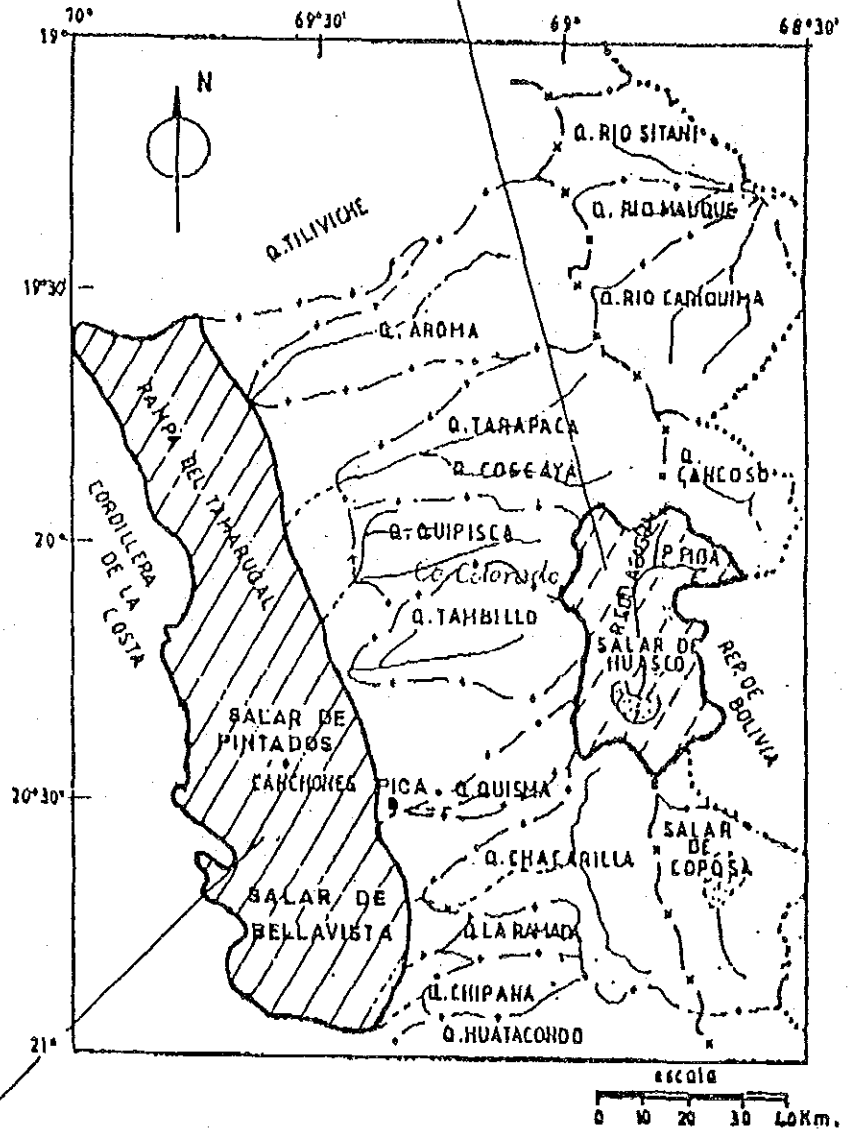 70°
69°30'
69°
68°30'
19°
N
Q. RIO SITANI
Q. RIO MAUQUE
Q. TILIVICHE
19°30'
Q. RIO CARIQUIMA
Q. AROMA
RAMPA DEL TAMARUGAL
Q. TARAPACA
Q. COSCAYA
Q. CANCOSO
CORDILLERA
DE LA
COSTA
20°
Q. QUIPISCA
P. PICA
Co Colorado
Q. TAMBILLO
SALAR DE
HUASCO
REP. DE
BOLIVIA
SALAR DE
PINTADOS
CANCHONES
PICA
Q. QUISMA
20°30'
SALAR
DE
COPOSA
Q. CHACARILLA
SALAR DE
BELLAVISTA
Q. LA RAMADA
Q. CHIPANA
21°
Q. HUATACONDO
escala
0 10 20 30 40 Km.